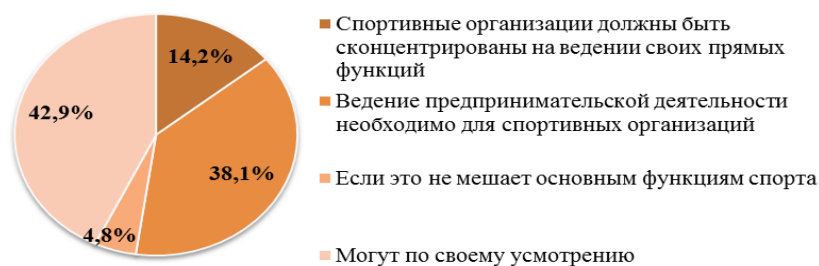 14,2%
38,1%
4,8%
42,9%
Спортивные организации должны быть
сконцентрированы на ведении своих прямых
функций
Ведение предпринимательской деятельности
необходимо для спортивных организаций
Если это не мешает основным функциям спорта
Могут по своему усмотрению